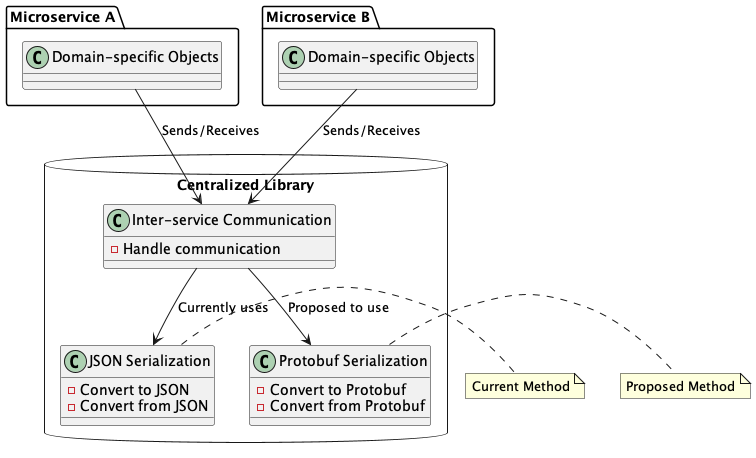 Microservice A
Microservice B
C Domain-specific Objects
C Domain-specific Objects
Sends/Receives
Sends/Receives
Centralized Library
C Inter-service Communication
Handle communication
Currently uses
Proposed to use
C JSON Serialization
Convert to JSON
Convert from JSON
C Protobuf Serialization
Convert to Protobuf
Convert from Protobuf
Current Method
Proposed Method